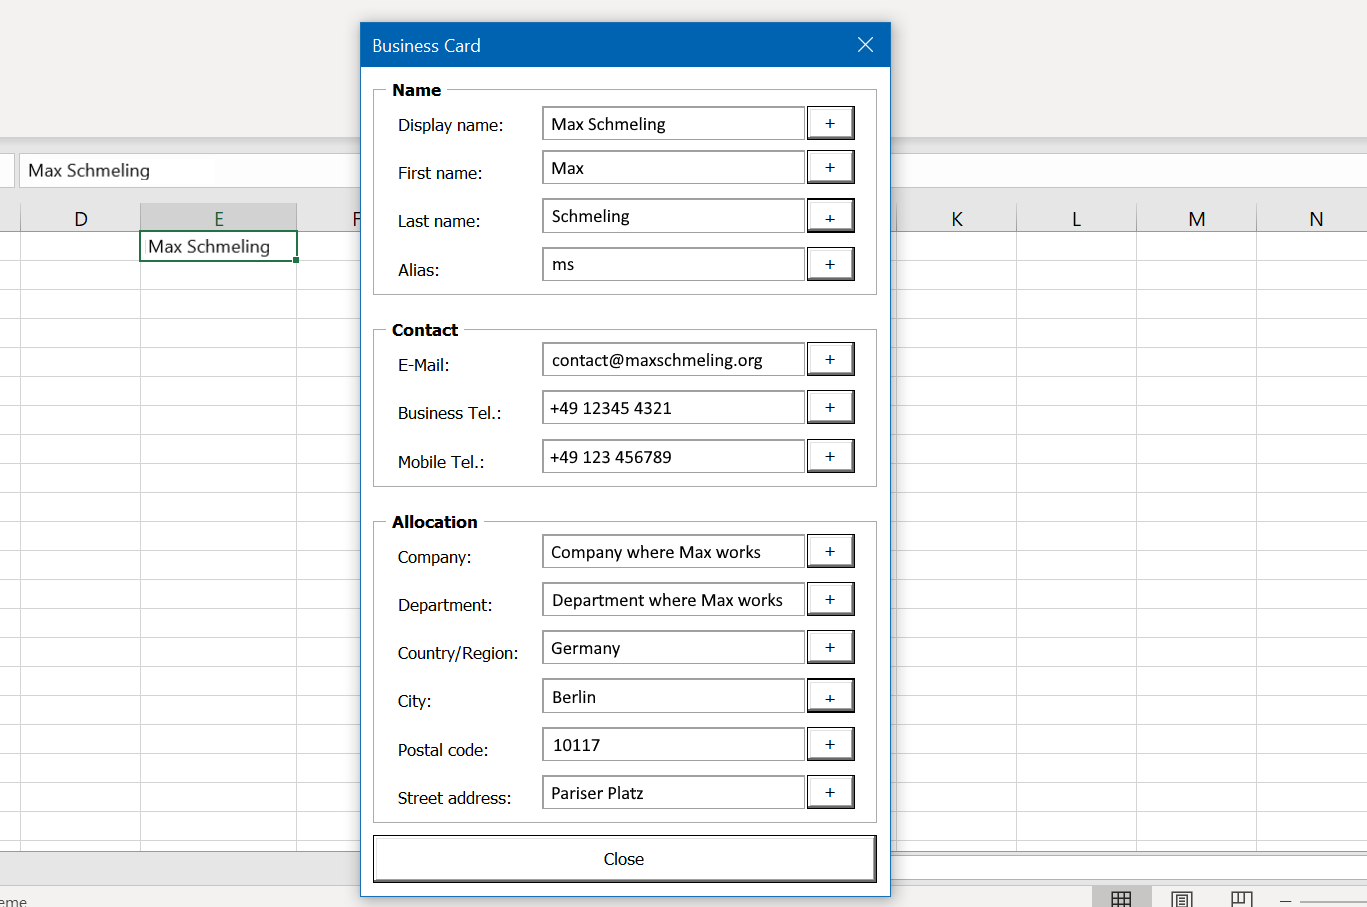 Business Card
Max Schmeling
D E F K L M N
Max Schmeling
Name
Display name: Max Schmeling +
First name: Max +
Last name: Schmeling +
Alias: ms +
Contact
E-Mail: contact@maxschmeling.org +
Business Tel.: +49 12345 4321 +
Mobile Tel.: +49 123 456789 +
Allocation
Company: Company where Max works +
Department: Department where Max works +
Country/Region: Germany +
City: Berlin +
Postal code: 10117 +
Street address: Pariser Platz +
Close